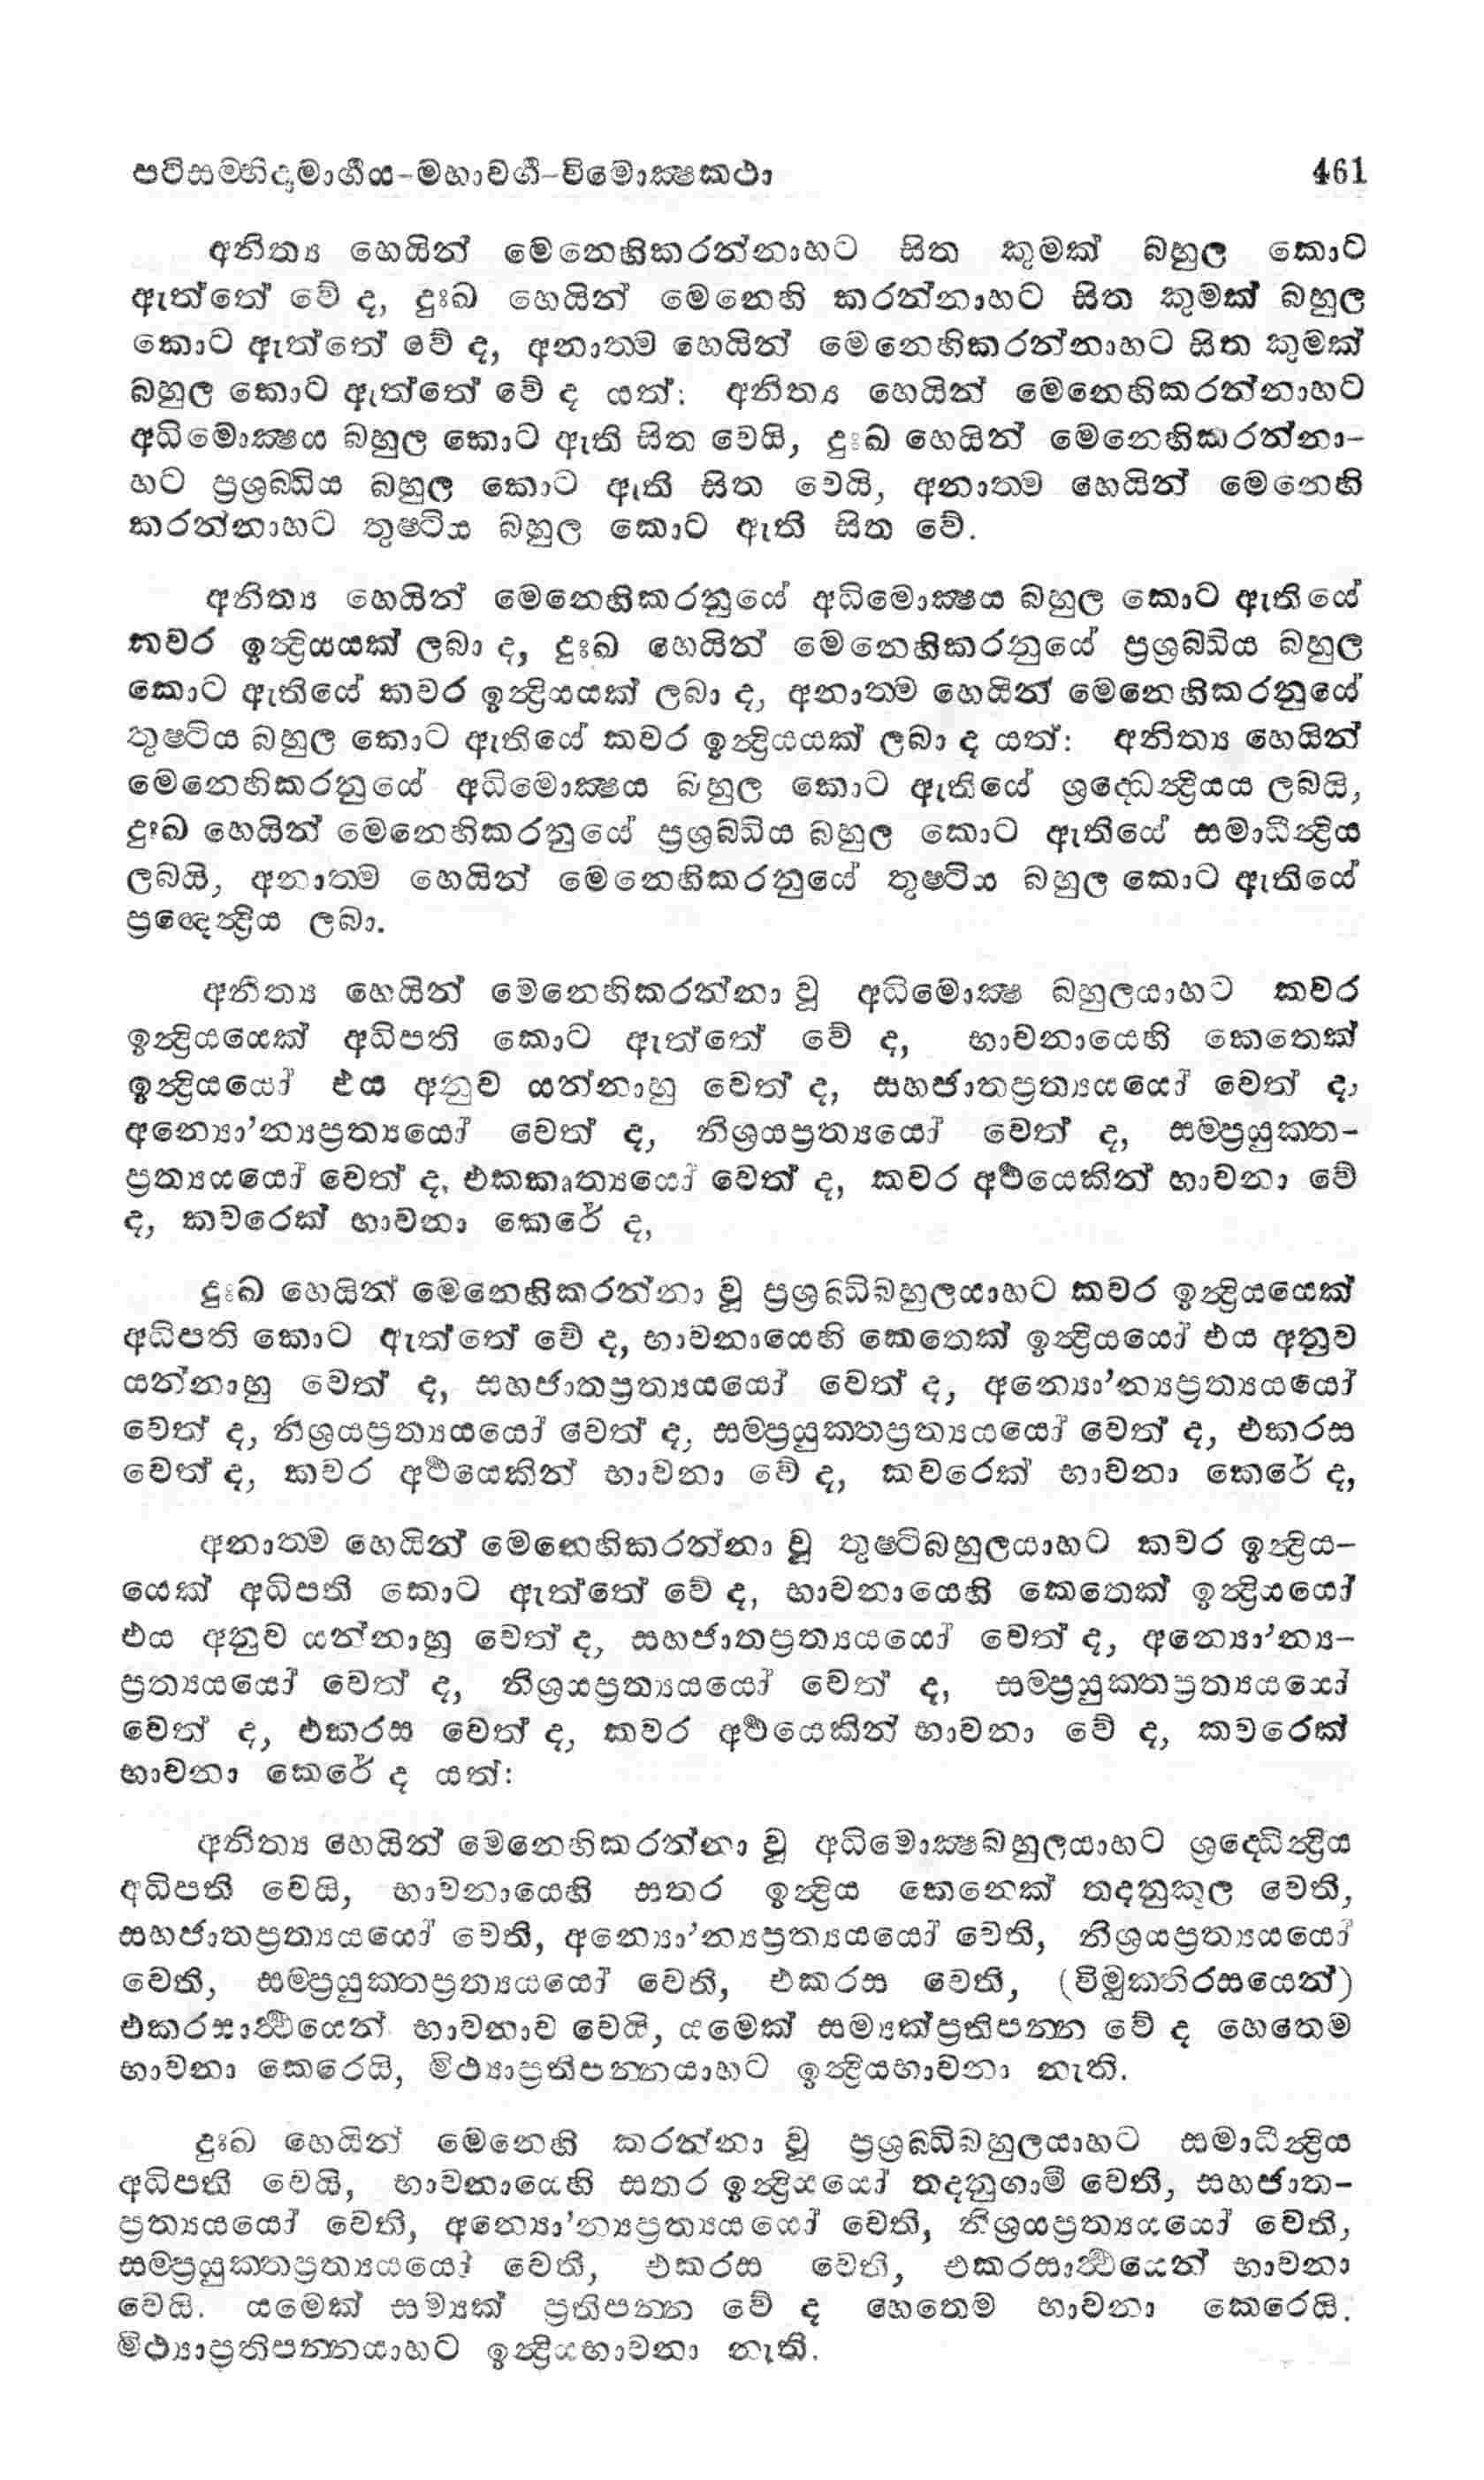 පටිසම්භිදාමාර්ගය-මහාවර්ග-විමොක්ෂකථා 461
අනිත්‍ය හෙයින් මෙනෙහිකරන්නාහට සිත කුමක් බහුල කොට
ඇත්තේ වේ ද, දුඃඛ හෙයින් මෙනෙහි කරන්නාහට සිත කුමක් බහුල
කොට ඇත්තේ වේ ද, අනාත්ම හෙයින් මෙනෙහිකරන්නාහට සිත කුමක්
බහුල කොට ඇත්තේ වේ ද යත්: අනිත්‍ය හෙයින් මෙනෙහිකරන්නාහට
අධිමොක්ෂය බහුල කොට ඇති සිත වෙයි, දුඃඛ හෙයින් මෙනෙහිකරන්නා-
හට ප්‍රශ්‍රබ්ධිය බහුල කොට ඇති සිත වෙයි, අනාත්ම හෙයින් මෙනෙහි
කරන්නාහට තුෂ්ටිය බහුල කොට ඇති සිත වේ.
අනිත්‍ය හෙයින් මෙනෙහිකරනුයේ අධිමොක්ෂය බහුල කොට ඇතියේ
කවර ඉන්‍ද්‍රියයක් ලබා ද, දුඃඛ හෙයින් මෙනෙහිකරනුයේ ප්‍රශ්‍රබ්ධිය බහුල
කොට ඇතියේ කවර ඉන්‍ද්‍රියයක් ලබා ද, අනාත්ම හෙයින් මෙනෙහිකරනුයේ
තුෂ්ටිය බහුල කොට ඇතියේ කවර ඉන්‍ද්‍රියයක් ලබා ද යත්: අනිත්‍ය හෙයින්
මෙනෙහිකරනුයේ අධිමොක්ෂය බහුල කොට ඇතියේ ශ්‍රද්ධෙන්‍ද්‍රියය ලබයි,
දුඃඛ හෙයින් මෙනෙහිකරනුයේ ප්‍රශ්‍රබ්ධිය බහුල කොට ඇතියේ සමාධීන්‍ද්‍රිය
ලබයි, අනාත්ම හෙයින් මෙනෙහිකරනුයේ තුෂ්ටිය බහුල කොට ඇතියේ
ප්‍රඥෙන්‍ද්‍රිය ලබා.
අනිත්‍ය හෙයින් මෙනෙහිකරන්නා වූ අධිමොක්ෂ බහුලයාහට කවර
ඉන්‍ද්‍රියයෙක් අධිපති කොට ඇත්තේ වේ ද, භාවනායෙහි කෙතෙක්
ඉන්‍ද්‍රියයෝ එය අනුව යන්නාහු වෙත් ද, සහජාතප්‍රත්‍යයයෝ වෙත් ද,
අන්‍යො’න්‍යප්‍රත්‍යයෝ වෙත් ද, නිශ්‍රයප්‍රත්‍යයෝ වෙත් ද, සම්ප්‍රයුක්ත-
ප්‍රත්‍යයයෝ වෙත් ද, එකකෘත්‍යයෝ වෙත් ද, කවර අර්ථයෙකින් භාවනා වේ
ද, කවරෙක් භාවනා කෙරේ ද,
දුඃඛ හෙයින් මෙනෙහිකරන්නා වූ ප්‍රශ්‍රබ්ධිබහුලයාහට කවර ඉන්‍ද්‍රියයෙක්
අධිපති කොට ඇත්තේ වේ ද, භාවනායෙහි කෙතෙක් ඉන්‍ද්‍රියයෝ එය අනුව
යන්නාහු වෙත් ද, සහජාතප්‍රත්‍යයයෝ වෙත් ද, අන්‍යො’න්‍යප්‍රත්‍යයයෝ
වෙත් ද, නිශ්‍රයප්‍රත්‍යයයෝ වෙත් ද, සම්ප්‍රයුක්තප්‍රත්‍යයයෝ වෙත් ද, එකරස
වෙත් ද, කවර අර්ථයෙකින් භාවනා වේ ද, කවරෙක් භාවනා කෙරේ ද,
අනාත්ම හෙයින් මෙනෙහිකරන්නා වූ තුෂ්ටිබහුලයාහට කවර ඉන්‍ද්‍රිය-
යෙක් අධිපති කොට ඇත්තේ වේ ද, භාවනායෙහි කෙතෙක් ඉන්‍ද්‍රියයෝ
එය අනුව යන්නාහු වෙත් ද, සහජාතප්‍රත්‍යයයෝ වෙත් ද, අන්‍යො’න්‍ය-
ප්‍රත්‍යයයෝ වෙත් ද, නිශ්‍රයප්‍රත්‍යයයෝ වෙත් ද, සම්ප්‍රයුක්තප්‍රත්‍යයයෝ
වෙත් ද, එකරස වෙත් ද, කවර අර්ථයෙකින් භාවනා වේ ද, කවරෙක්
භාවනා කෙරේ ද යත්:
අනිත්‍ය හෙයින් මෙනෙහිකරන්නා වූ අධිමොක්ෂබහුලයාහට ශ්‍රද්ධෙන්‍ද්‍රිය
අධිපති වෙයි, භාවනායෙහි සතර ඉන්‍ද්‍රිය කෙනෙක් තදනුකූල වෙති,
සහජාතප්‍රත්‍යයයෝ වෙති, අන්‍යො’න්‍යප්‍රත්‍යයයෝ වෙති, නිශ්‍රයප්‍රත්‍යයයෝ
වෙති, සම්ප්‍රයුක්තප්‍රත්‍යයයෝ වෙති, එකරස වෙති, (විමුක්තිරසයෙන්)
එකරසාර්ථයෙන් භාවනාව වෙයි, යමෙක් සම්‍යක්ප්‍රතිපන්න වේ ද හෙතෙම
භාවනා කෙරෙයි, මිථ්‍යාප්‍රතිපන්නයාහට ඉන්‍ද්‍රියභාවනා නැති.
දුඃඛ හෙයින් මෙනෙහි කරන්නා වූ ප්‍රශ්‍රබ්ධිබහුලයාහට සමාධීන්‍ද්‍රිය
අධිපති වෙයි, භාවනායෙහි සතර ඉන්‍ද්‍රියයෝ තදනුගාමී වෙති, සහජාත-
ප්‍රත්‍යයයෝ වෙති, අන්‍යො’න්‍යප්‍රත්‍යයයෝ වෙති, නිශ්‍රයප්‍රත්‍යයයෝ වෙති,
සම්ප්‍රයුක්තප්‍රත්‍යයයෝ වෙති, එකරස වෙති, එකරසාර්ථයෙන් භාවනා
වෙයි. යමෙක් සම්‍යක් ප්‍රතිපන්න වේ ද හෙතෙම භාවනා කෙරෙයි.
මිථ්‍යාප්‍රතිපන්නයාහට ඉන්‍ද්‍රියභාවනා නැති.